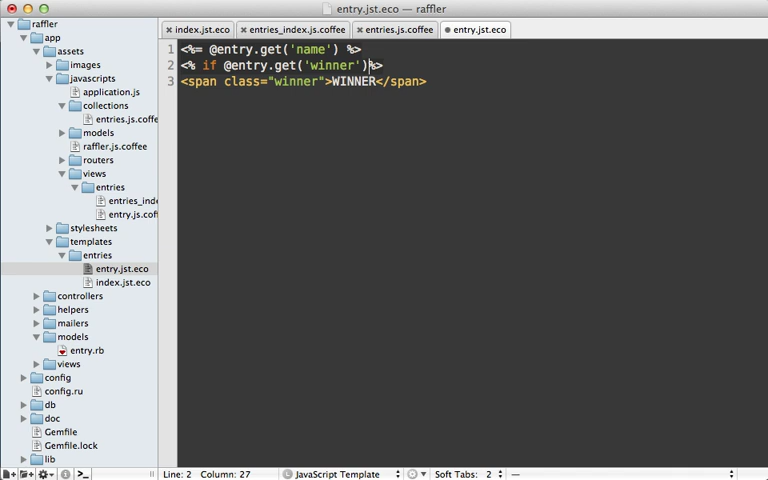 entry.jst.eco — raffler
raffler
app
assets
images
javascripts
application.js
collections
entries.js.coffe
models
raffler.js.coffee
routers
views
entries
entries_inde
entry.js.coff
stylesheets
templates
entries
entry.jst.eco
index.jst.eco
controllers
helpers
mailers
models
entry.rb
views
config
config.ru
db
doc
Gemfile
Gemfile.lock
lib
index.jst.eco entries_index.js.coffee entries.js.coffee entry.jst.eco
1 <%= @entry.get('name') %>
2 <% if @entry.get('winner')%>
3 <span class="winner">WINNER</span>
Line: 2 Column: 27 JavaScript Template Soft Tabs: 2 —